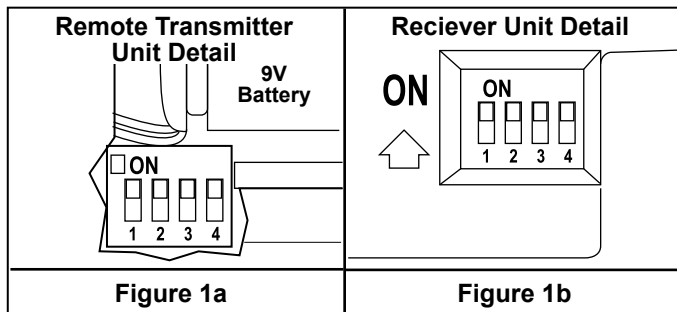 Remote Transmitter
Unit Detail
9V
Battery
ON
1 2 3 4
Figure 1a
Reciever Unit Detail
ON
ON
1 2 3 4
Figure 1b